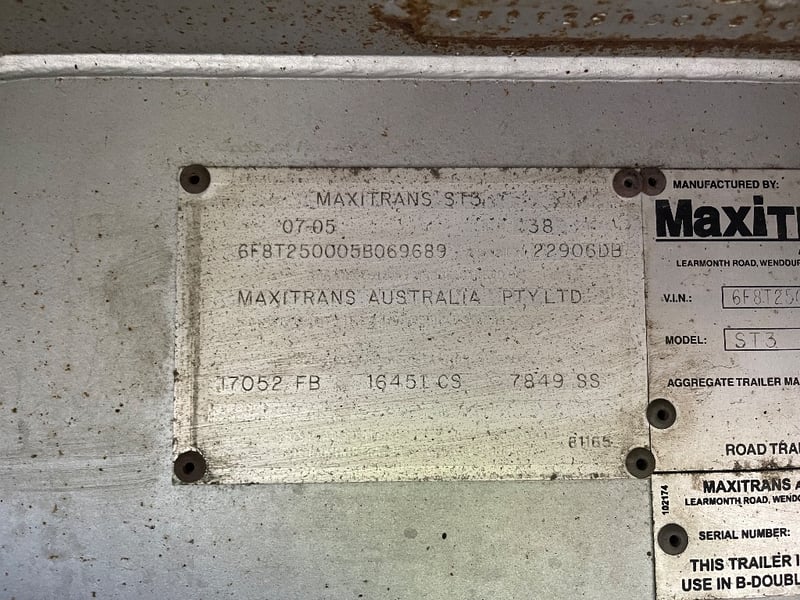 MAXITRANS ST3
07-05 38
6F8T250005B069689 22906DB
MAXITRANS AUSTRALIA PTY LTD
17052 FB 16451 CS 7849 SS
61165
MANUFACTURED BY:
MaxiT
LEARMONTH ROAD, WENDOU
V.I.N.: 6F8T250
MODEL: ST3
AGGREGATE TRAILER MA
ROAD TRA
102174
MAXITRANS A
LEARMONTH ROAD, WENDO
SERIAL NUMBER:
THIS TRAILER I
USE IN B-DOUBL